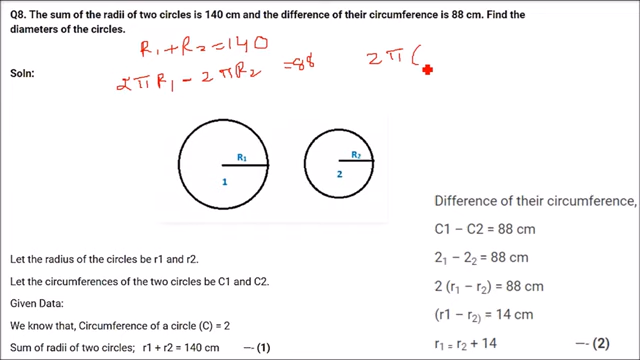 Q8. The sum of the radii of two circles is 140 cm and the difference of their circumference is 88 cm. Find the
diameters of the circles.
R₁ + R₂ = 140
Soln:
2πR₁ - 2πR₂ = 88
2π(
R₁
1
R₂
2
Difference of their circumference,
C1 – C2 = 88 cm
2₁ – 2₂ = 88 cm
2 (r₁ – r₂) = 88 cm
(r1 – r₂) = 14 cm
r₁ = r₂ + 14 —- (2)
Let the radius of the circles be r1 and r2.
Let the circumferences of the two circles be C1 and C2.
Given Data:
We know that, Circumference of a circle (C) = 2
Sum of radii of two circles; r1 + r2 = 140 cm —- (1)